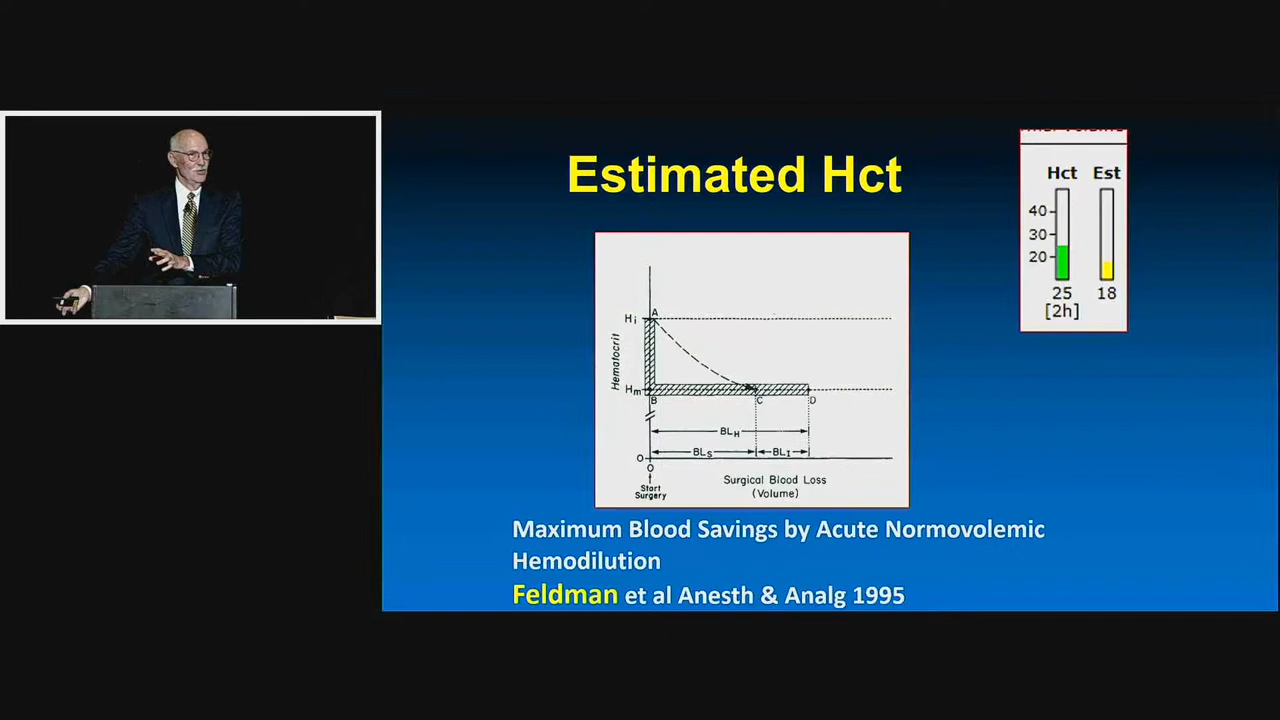 Estimated Hct
Hct Est
40
30
20
25 18
[2h]
Hi A
Hematocrit
Hm
B C D
BLH
BLS BLI
O
O
Start
Surgery
Surgical Blood Loss
(Volume)
Maximum Blood Savings by Acute Normovolemic
Hemodilution
Feldman et al Anesth & Analg 1995